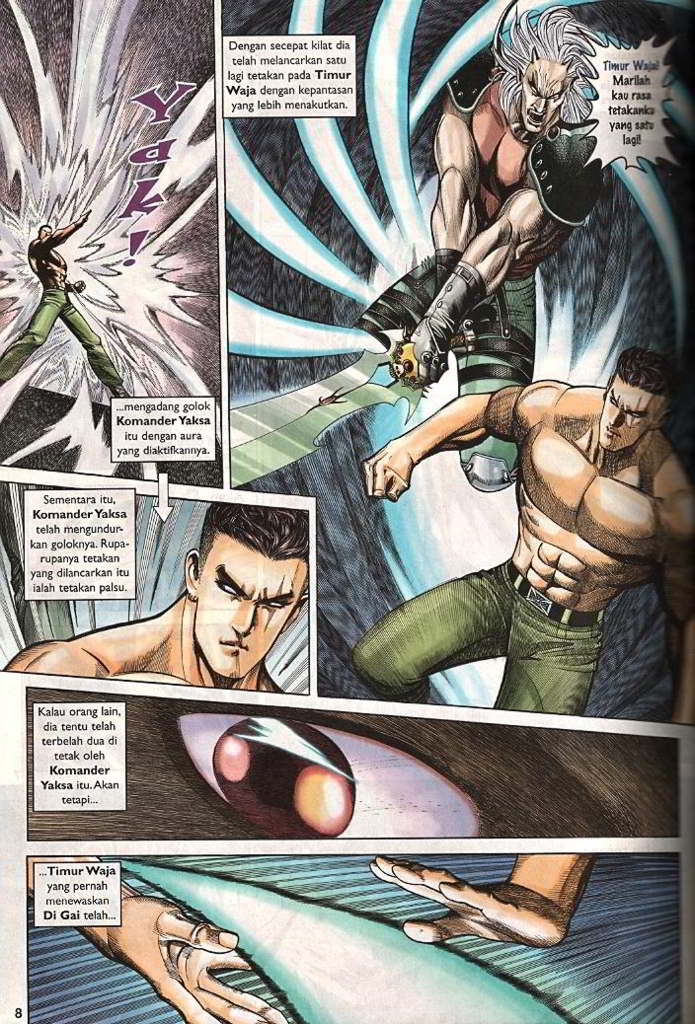 Yak!
...mengadang golok
Komander Yaksa
itu dengan aura
yang diaktifkannya.
Dengan secepat kilat dia
telah melancarkan satu
lagi tetakan pada Timur
Waja dengan kepantasan
yang lebih menakutkan.
Timur Waja!
Marilah
kau rasa
tetakanku
yang satu
lagi!
Sementara itu,
Komander Yaksa
telah mengundur-
kan goloknya. Rupa-
rupanya tetakan
yang dilancarkan itu
ialah tetakan palsu.
Kalau orang lain,
dia tentu telah
terbelah dua di
tetak oleh
Komander
Yaksa itu. Akan
tetapi...
...Timur Waja
yang pernah
menewaskan
Di Gai telah...
8